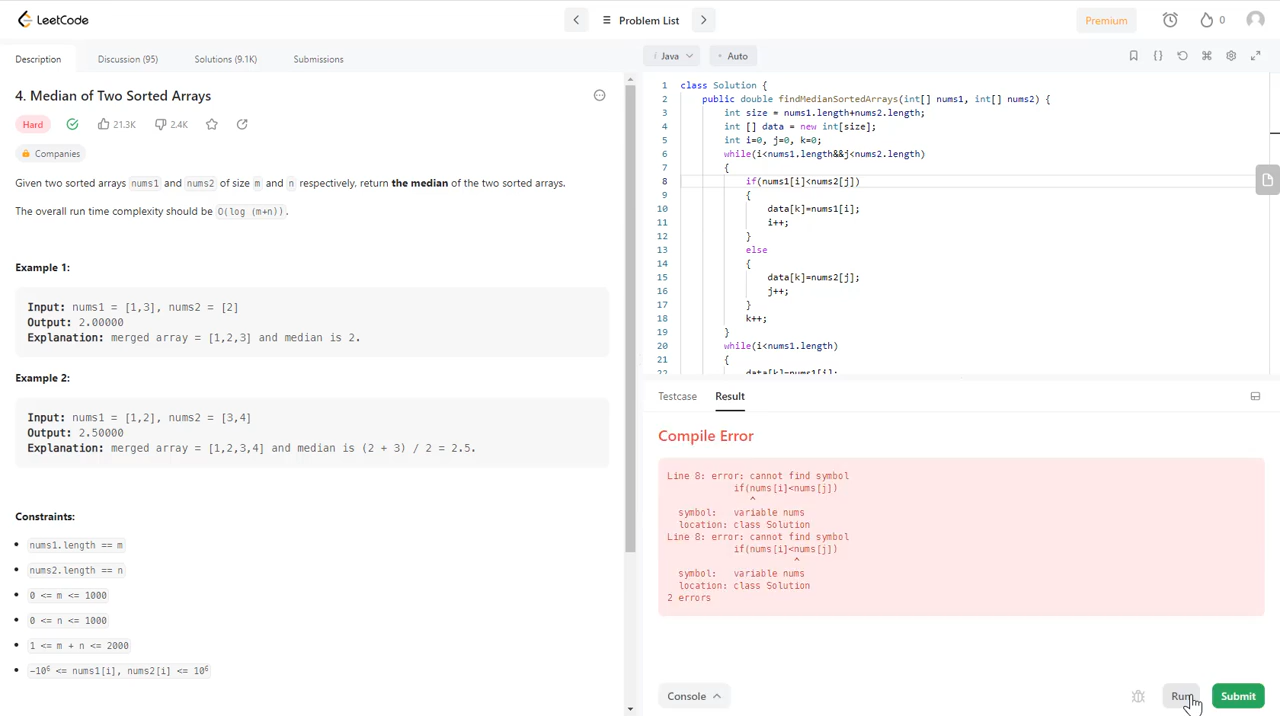 LeetCode
Problem List
Premium
0
Description
Discussion (95)
Solutions (9.1K)
Submissions
4. Median of Two Sorted Arrays
Hard
21.3K
2.4K
Companies
Given two sorted arrays nums1 and nums2 of size m and n respectively. return the median of the two sorted arrays.
The overall run time complexity should be O(log (m+n)).
Example 1:
Input: nums1 = [1,3], nums2 = [2]
Output: 2.00000
Explanation: merged array = [1,2,3] and median is 2.
Example 2:
Input: nums1 = [1,2], nums2 = [3,4]
Output: 2.50000
Explanation: merged array = [1,2,3,4] and median is (2 + 3) / 2 = 2.5.
Constraints:
• nums1.length == m
• nums2.length == n
• 0 <= m <= 1000
• 0 <= n <= 1000
• 1 <= m + n <= 2000
• -10⁶ <= nums1[i], nums2[i] <= 10⁶
i Java
• Auto
{}
1 class Solution {
2 public double findMedianSortedArrays(int[] nums1, int[] nums2) {
3 int size = nums1.length+nums2.length;
4 int [] data = new int[size];
5 int i=0, j=0, k=0;
6 while(i<nums1.length&&j<nums2.length)
7 {
8 if(nums1[i]<nums2[j])
9 {
10 data[k]=nums1[i];
11 i++;
12 }
13 else
14 {
15 data[k]=nums2[j];
16 j++;
17 }
18 k++;
19 }
20 while(i<nums1.length)
21 {
22 data[k]=nums1[i];
Testcase
Result
Compile Error
Line 8: error: cannot find symbol
if(nums[i]<nums[j])
^
symbol: variable nums
location: class Solution
Line 8: error: cannot find symbol
if(nums[i]<nums[j])
^
symbol: variable nums
location: class Solution
2 errors
Console
Run
Submit